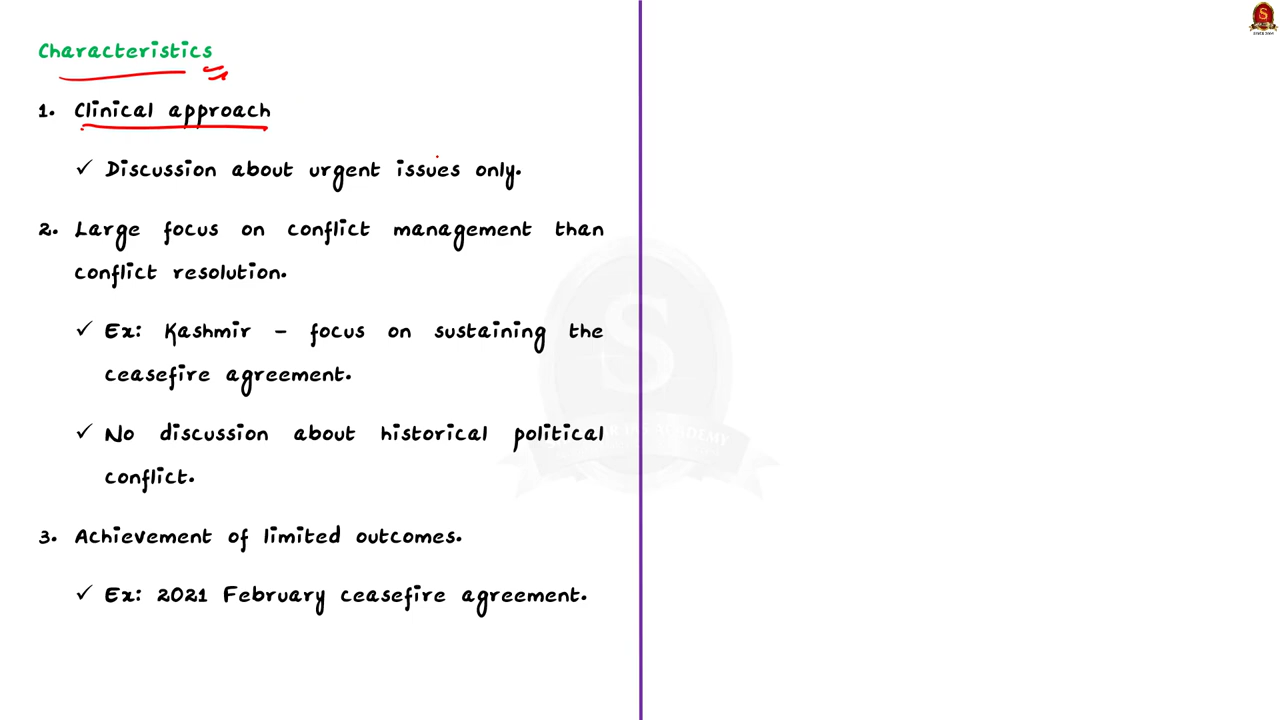 Characteristics
1. Clinical approach
✓ Discussion about urgent issues only.
2. Large focus on conflict management than
conflict resolution.
✓ Ex: Kashmir - focus on sustaining the
ceasefire agreement.
✓ No discussion about historical political
conflict.
3. Achievement of limited outcomes.
✓ Ex: 2021 February ceasefire agreement.